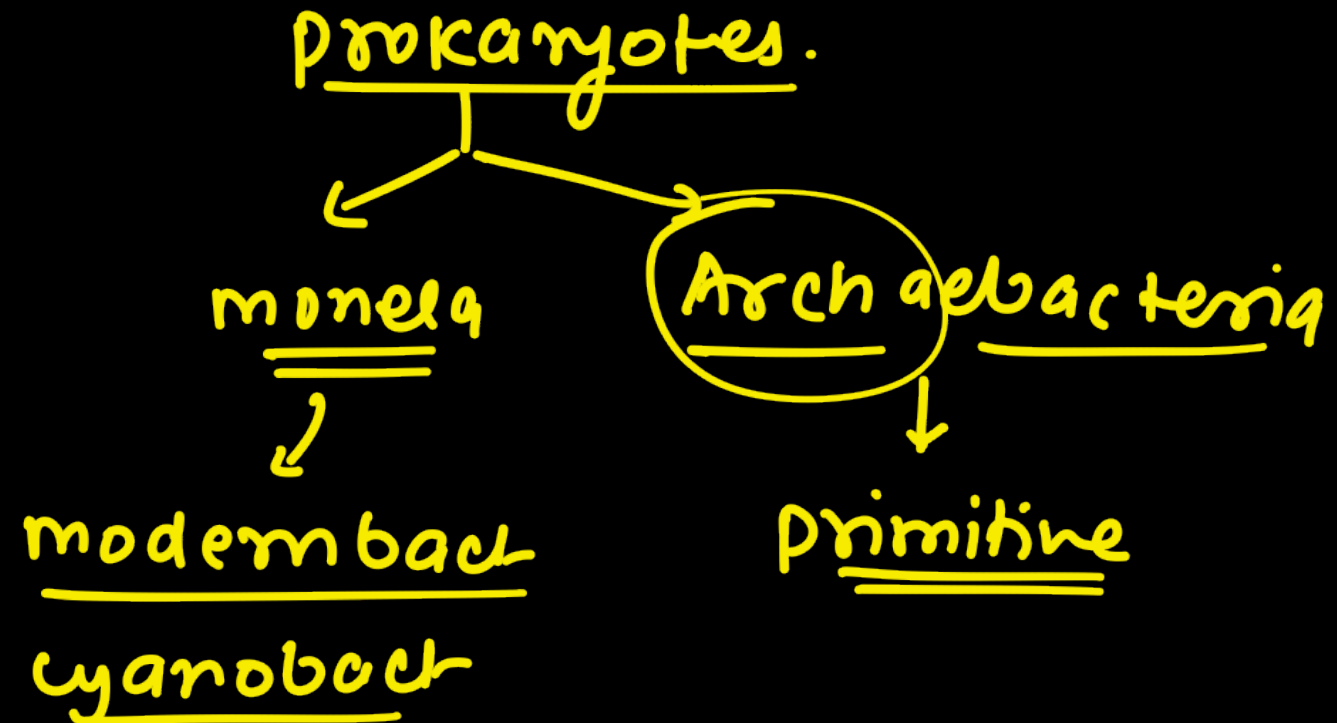 prokaryotes.
monera
Archaebacteria
modern bact
primitive
cyanobact